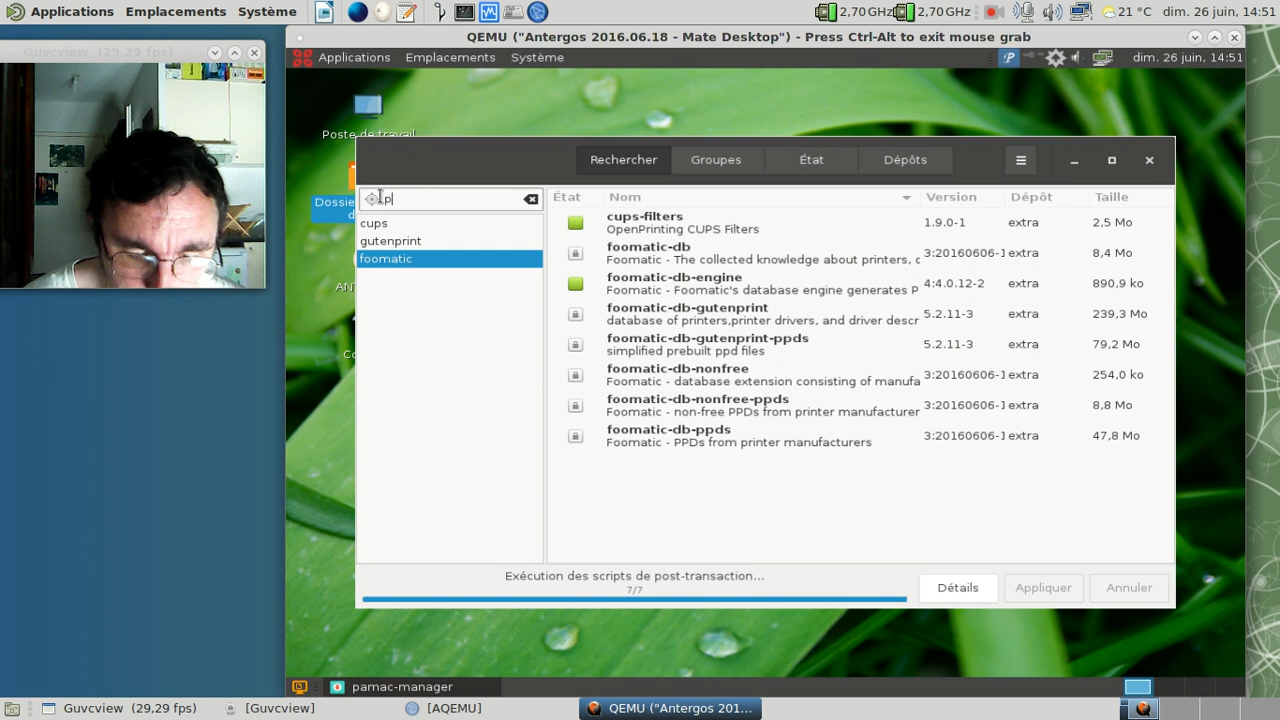 Applications Emplacements Système
2,70 GHz 2,70 GHz 21 °C dim. 26 juin, 14:51
Guvcview. (29.29 fps)
QEMU ("Antergos 2016.06.18 - Mate Desktop") - Press Ctrl-Alt to exit mouse grab
Applications Emplacements Système dim. 26 juin, 14:51
Poste de travail
Dossie
d
AN
Co
Rechercher Groupes État Dépôts
p
cups
gutenprint
foomatic
État Nom Version Dépôt Taille
cups-filters
OpenPrinting CUPS Filters
1.9.0-1 extra 2,5 Mo
foomatic-db
Foomatic - The collected knowledge about printers, c
3:20160606-1 extra 8,4 Mo
foomatic-db-engine
Foomatic - Foomatic's database engine generates P
4:4.0.12-2 extra 890,9 ko
foomatic-db-gutenprint
database of printers,printer drivers, and driver descr
5.2.11-3 extra 239,3 Mo
foomatic-db-gutenprint-ppds
simplified prebuilt ppd files
5.2.11-3 extra 79,2 Mo
foomatic-db-nonfree
Foomatic - database extension consisting of manufa
3:20160606-1 extra 254,0 ko
foomatic-db-nonfree-ppds
Foomatic - non-free PPDs from printer manufacturer
3:20160606-1 extra 8,8 Mo
foomatic-db-ppds
Foomatic - PPDs from printer manufacturers
3:20160606-1 extra 47,8 Mo
Exécution des scripts de post-transaction...
7/7
Détails Appliquer Annuler
pamac-manager
Guvcview (29,29 fps) [Guvcview] [AQEMU] QEMU ("Antergos 201...